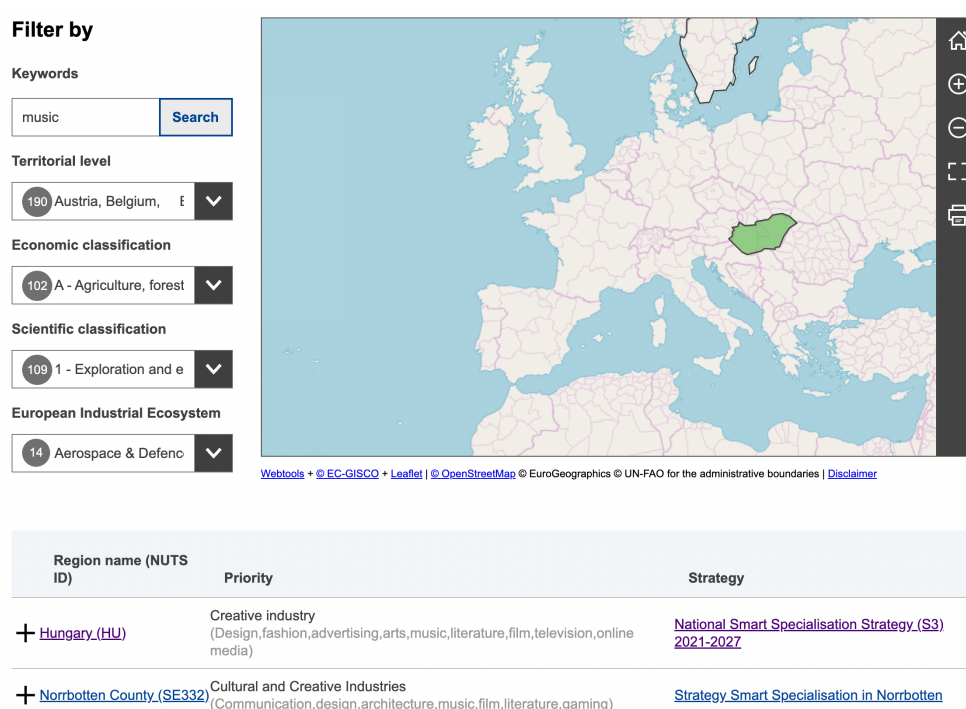 Filter by
Keywords
music
Search
Territorial level
190 Austria, Belgium,
Economic classification
102 A - Agriculture, forest
Scientific classification
109 1 - Exploration and e
European Industrial Ecosystem
14 Aerospace & Defenc
Webtools + © EC-GISCO + Leaflet | © OpenStreetMap © EuroGeographics © UN-FAO for the administrative boundaries | Disclaimer
Region name (NUTS
ID)
Priority
Strategy
Hungary (HU)
Creative industry
(Design,fashion,advertising,arts,music,literature,film,television,online
media)
National Smart Specialisation Strategy (S3)
2021-2027
Norrbotten County (SE332)
Cultural and Creative Industries
(Communication,design,architecture,music,film,literature,gaming)
Strategy Smart Specialisation in Norrbotten